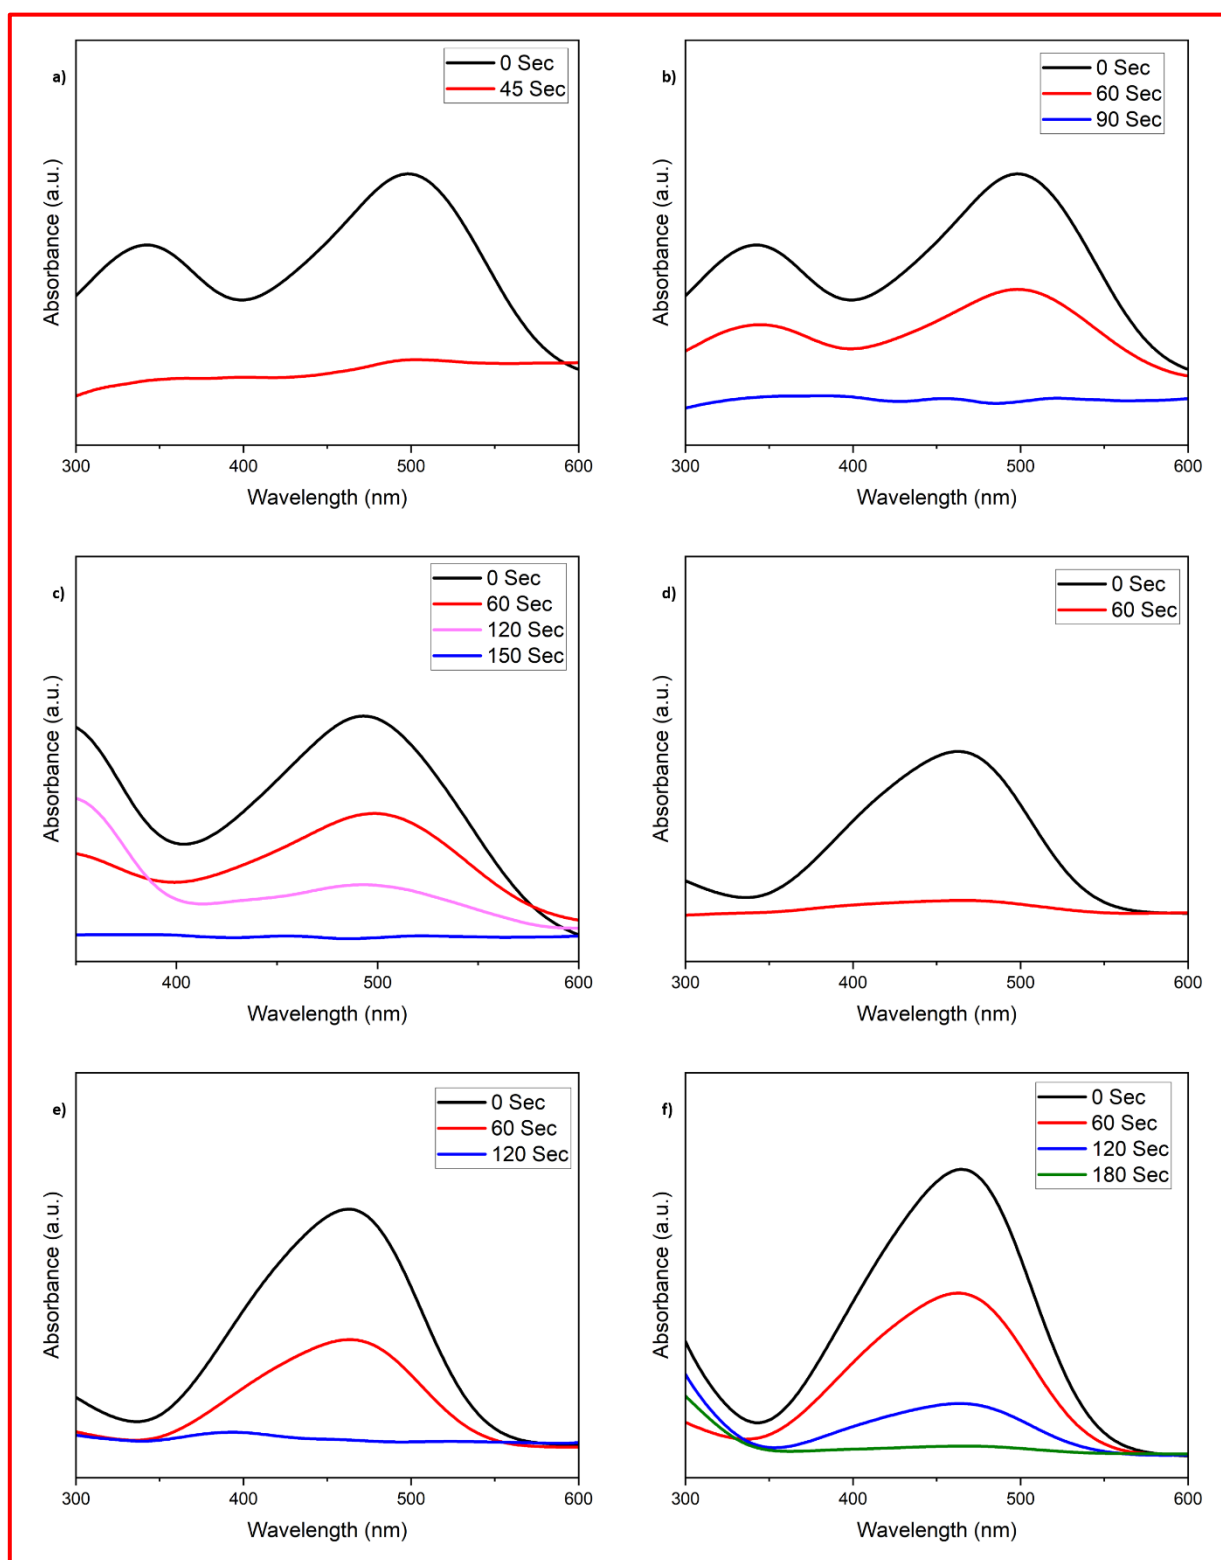 a)
0 Sec
45 Sec
Absorbance (a.u.)
300
400
500
600
Wavelength (nm)
b)
0 Sec
60 Sec
90 Sec
Absorbance (a.u.)
300
400
500
600
Wavelength (nm)
c)
0 Sec
60 Sec
120 Sec
150 Sec
Absorbance (a.u.)
400
500
600
Wavelength (nm)
d)
0 Sec
60 Sec
Absorbance (a.u.)
300
400
500
600
Wavelength (nm)
e)
0 Sec
60 Sec
120 Sec
Absorbance (a.u.)
300
400
500
600
Wavelength (nm)
f)
0 Sec
60 Sec
120 Sec
180 Sec
Absorbance (a.u.)
300
400
500
600
Wavelength (nm)